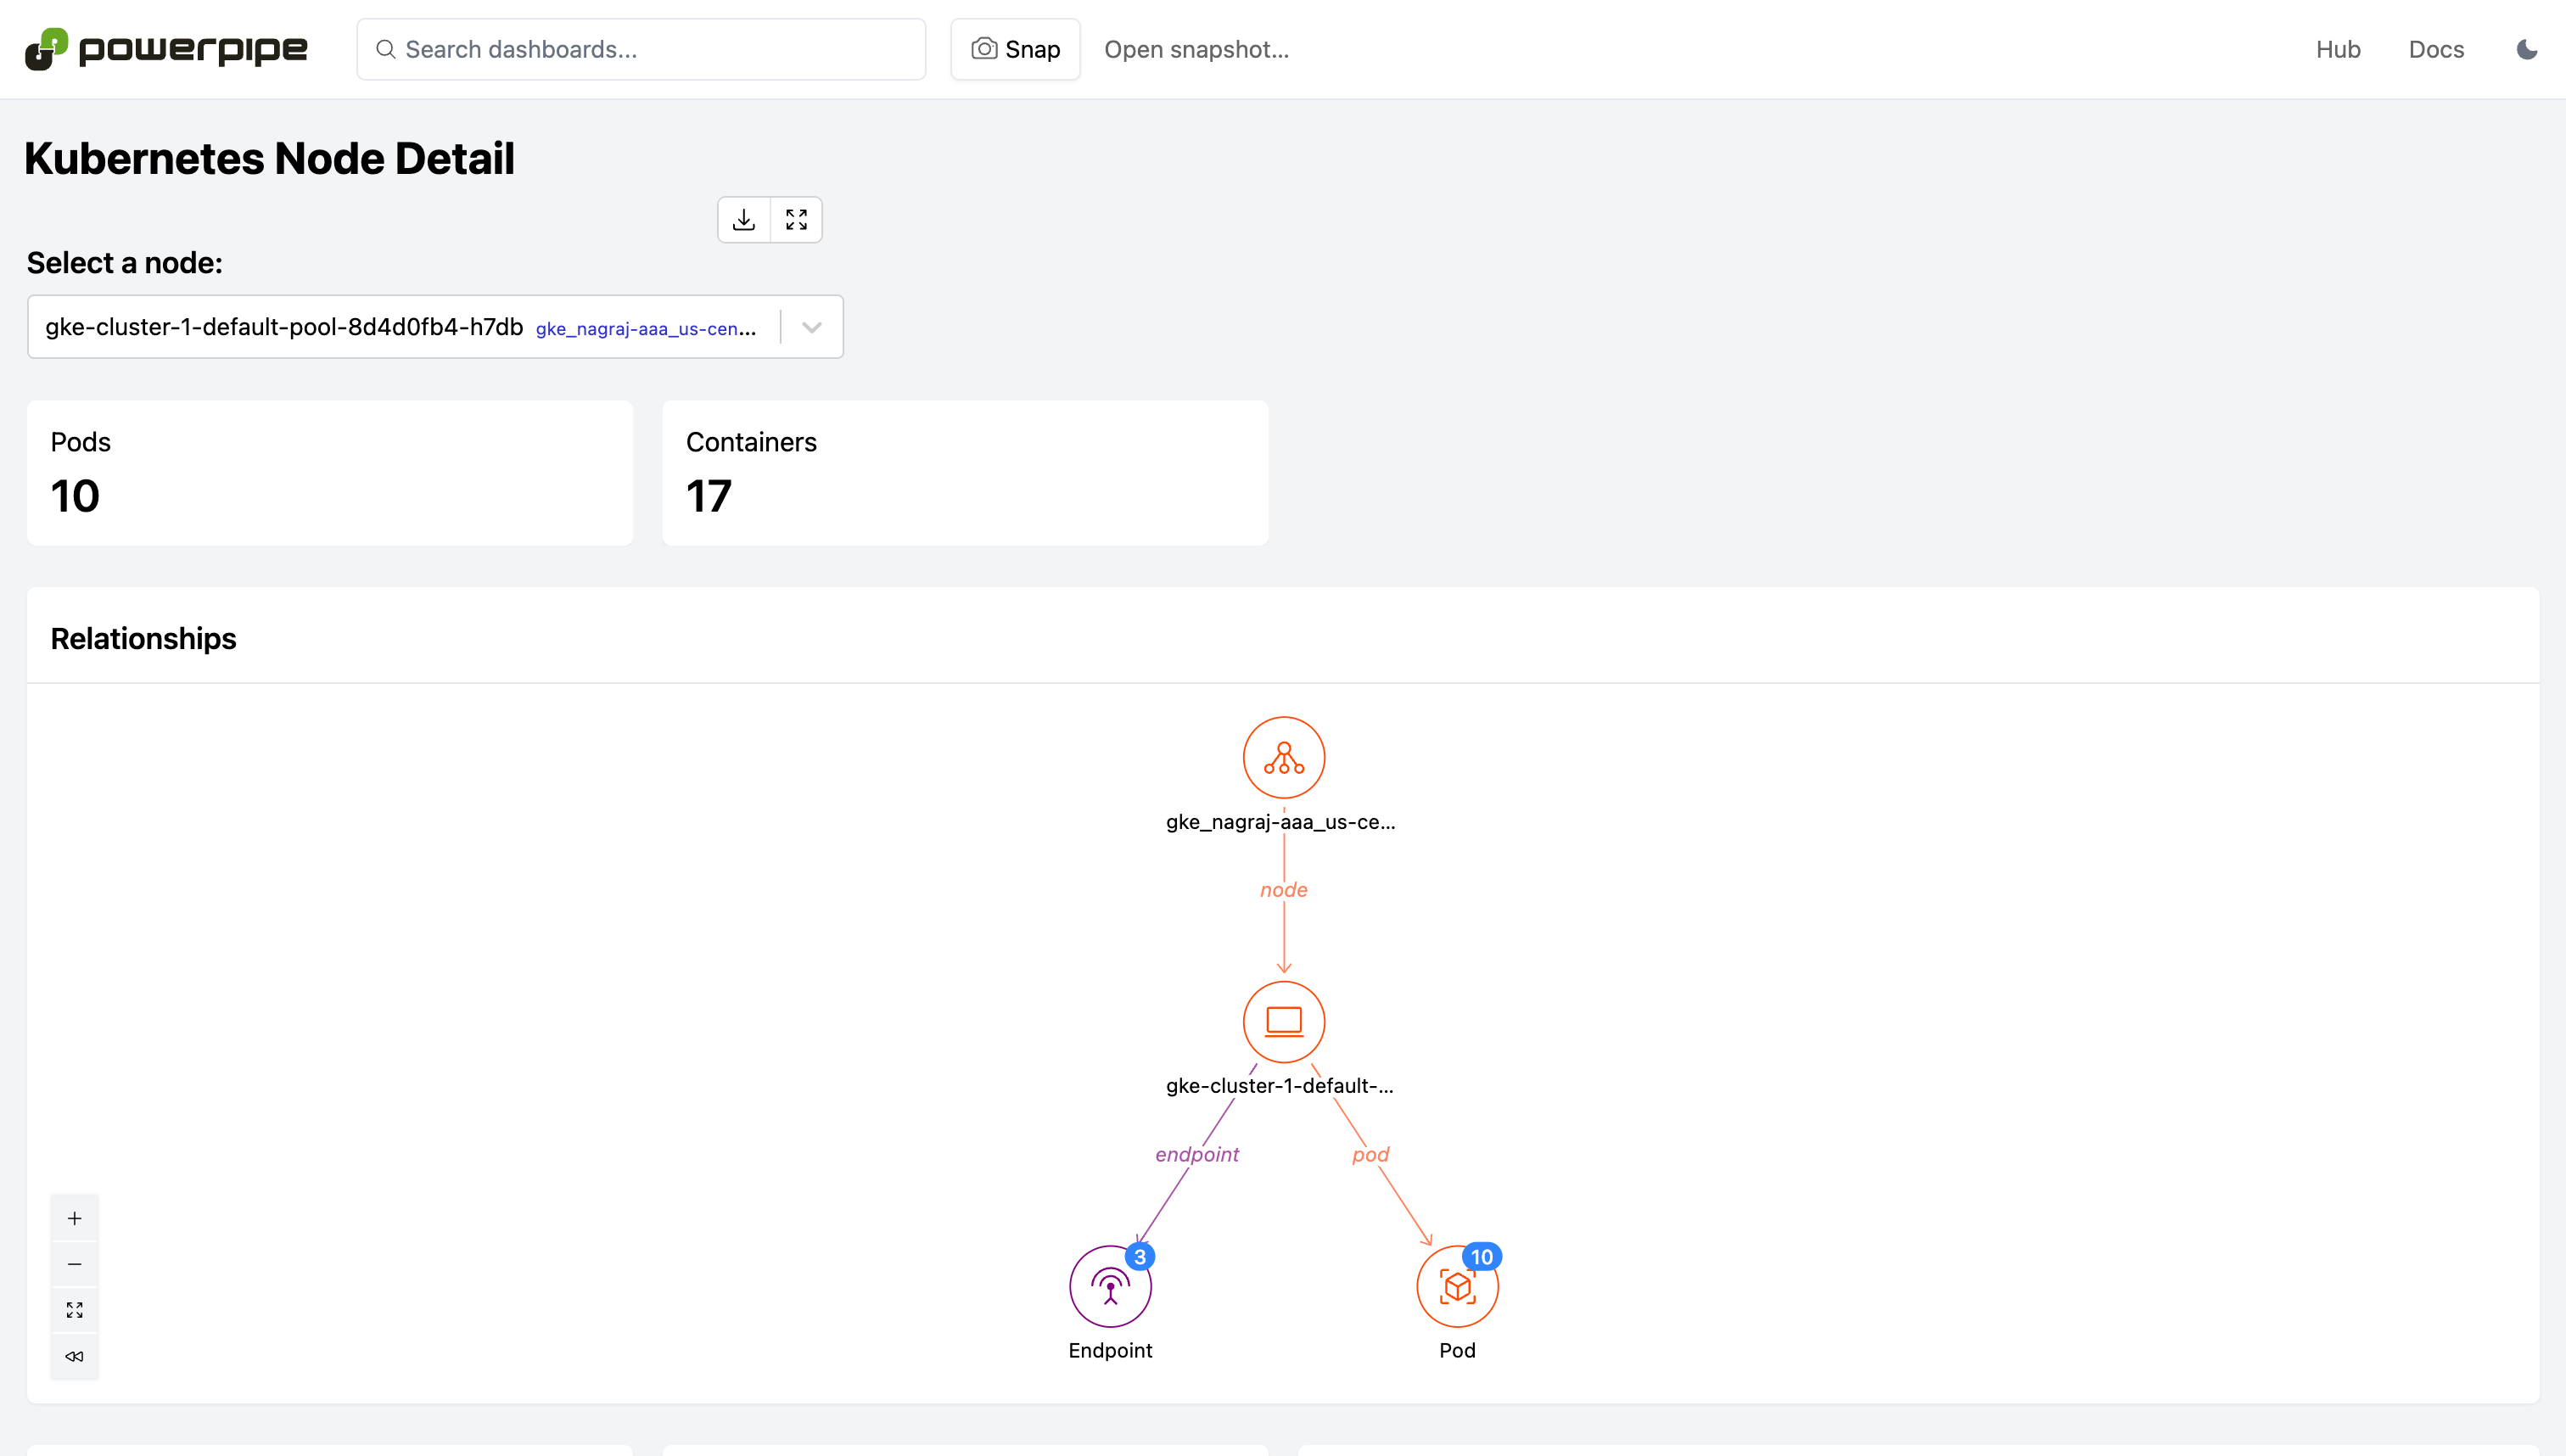 powerpipe
Search dashboards...
Snap
Open snapshot...
Hub
Docs
Kubernetes Node Detail
Select a node:
gke-cluster-1-default-pool-8d4d0fb4-h7db gke_nagraj-aaa_us-cen...
Pods
10
Containers
17
Relationships
gke_nagraj-aaa_us-ce...
node
gke-cluster-1-default-...
endpoint
pod
3
10
Endpoint
Pod